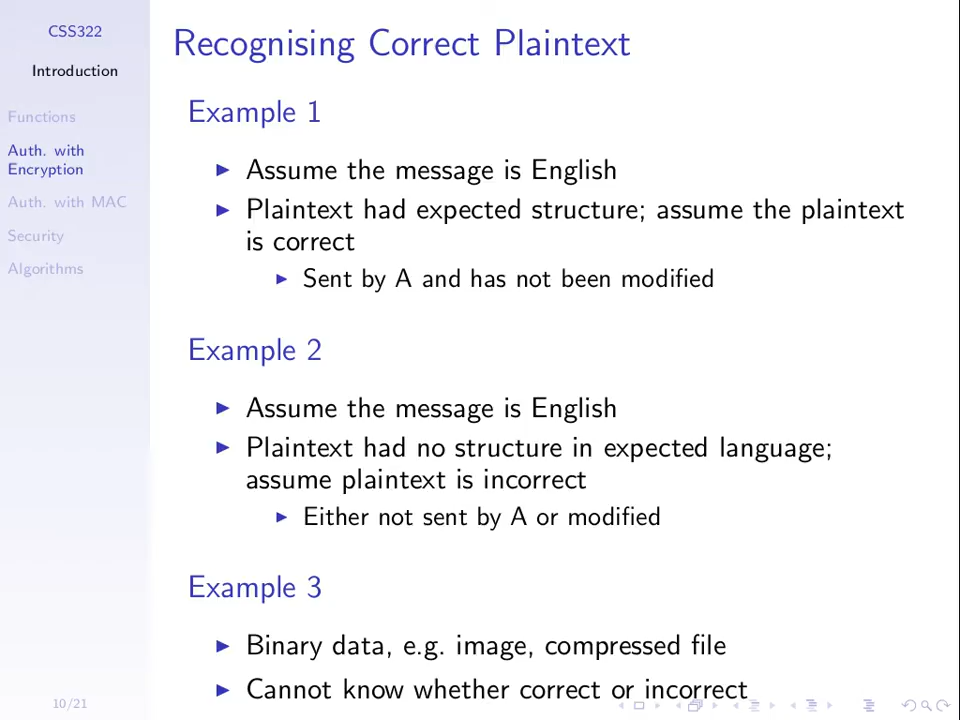 CSS322
Introduction
Functions
Auth. with
Encryption
Auth. with MAC
Security
Algorithms
10/21
Recognising Correct Plaintext
Example 1
Assume the message is English
Plaintext had expected structure; assume the plaintext
is correct
Sent by A and has not been modified
Example 2
Assume the message is English
Plaintext had no structure in expected language;
assume plaintext is incorrect
Either not sent by A or modified
Example 3
Binary data, e.g. image, compressed file
Cannot know whether correct or incorrect